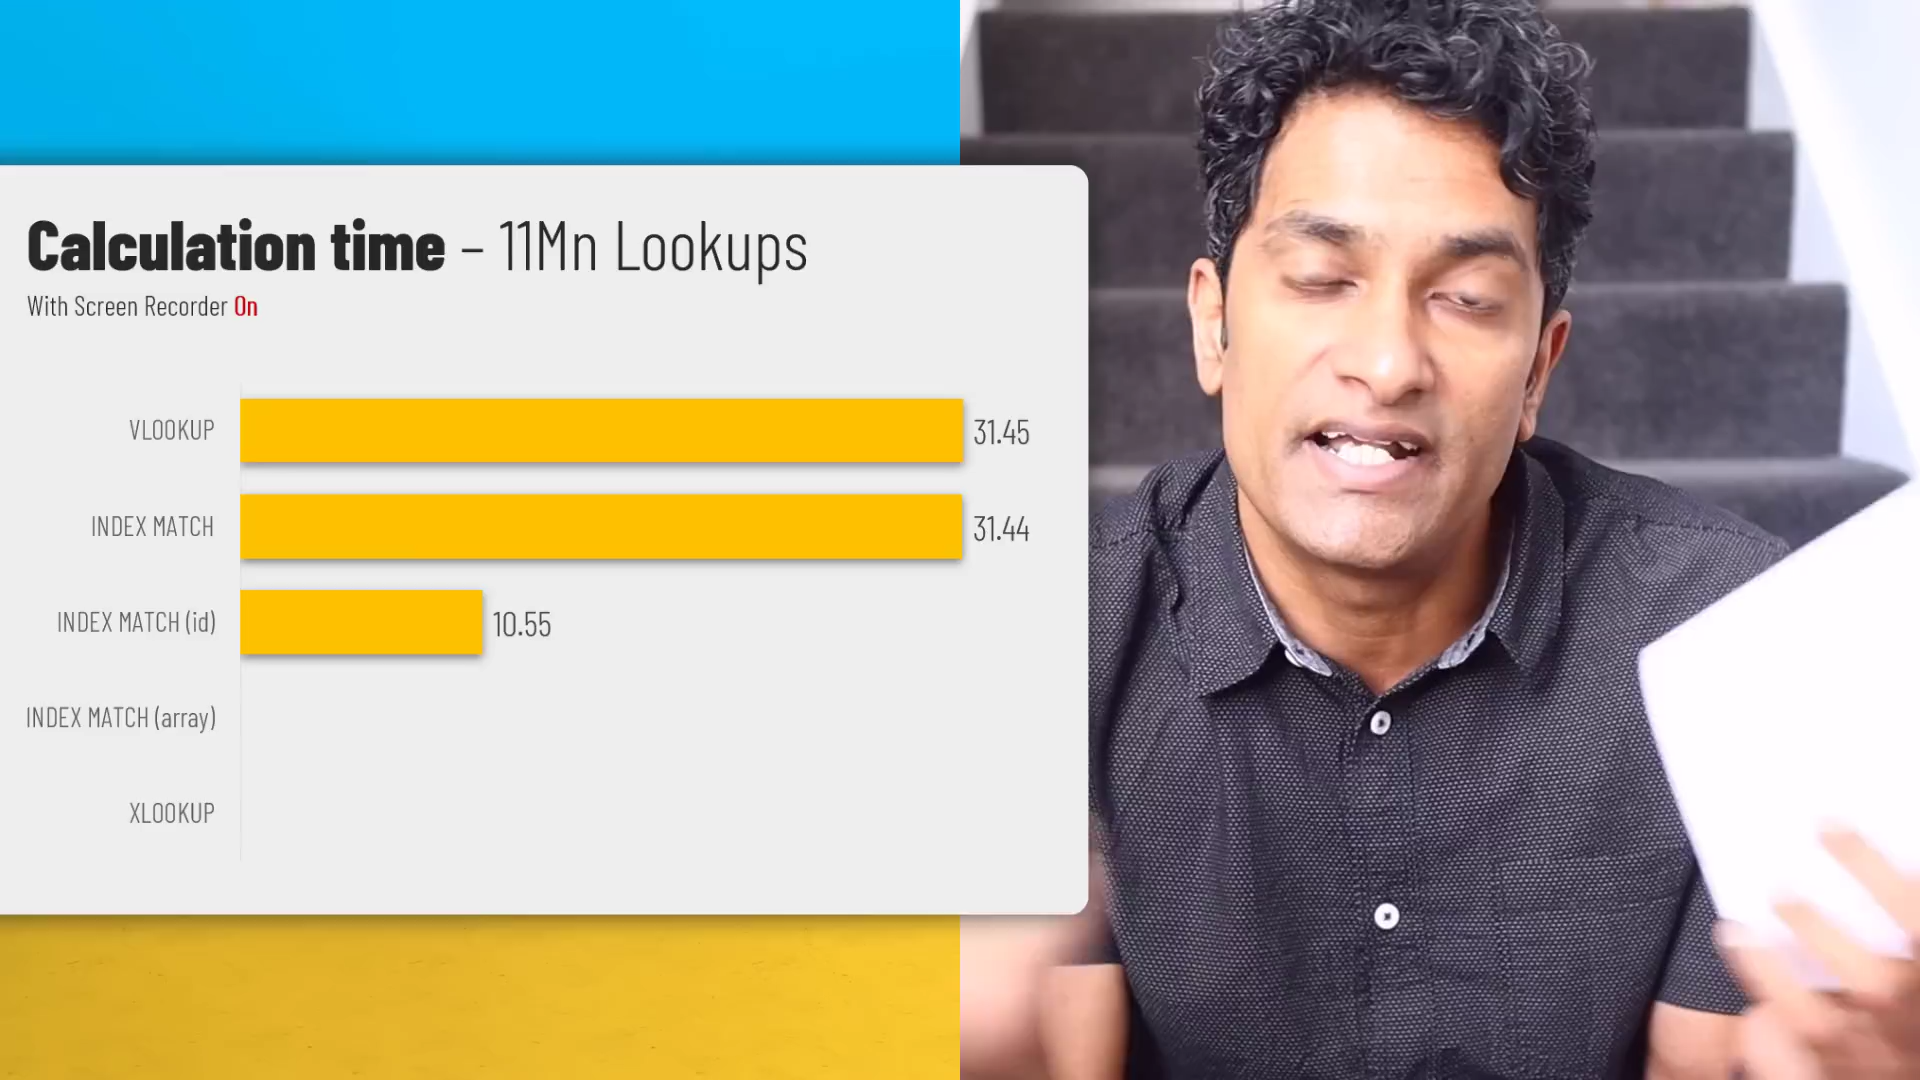 Calculation time – 11Mn Lookups
With Screen Recorder On
VLOOKUP 31.45
INDEX MATCH 31.44
INDEX MATCH (id) 10.55
INDEX MATCH (array)
XLOOKUP